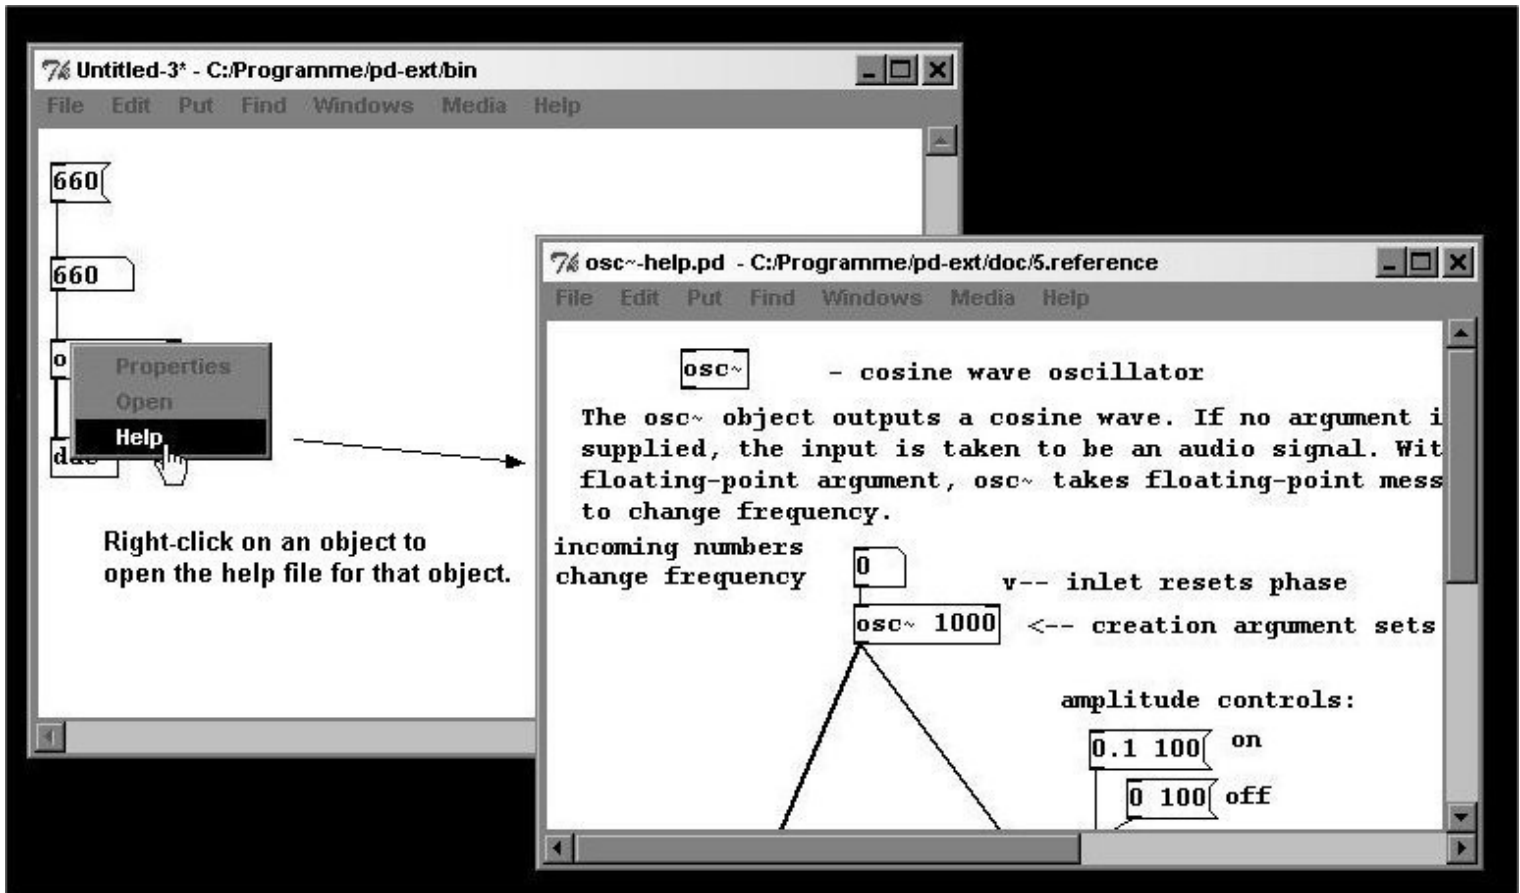 Untitled-3* - C:/Programme/pd-ext/bin
File Edit Put Find Windows Media Help
660
660
o
Properties
Open
Help
Right-click on an object to
open the help file for that object.
osc~-help.pd - C:/Programme/pd-ext/doc/5.reference
File Edit Put Find Windows Media Help
osc~ - cosine wave oscillator
The osc~ object outputs a cosine wave. If no argument i
supplied, the input is taken to be an audio signal. Wit
floating-point argument, osc~ takes floating-point mess
to change frequency.
incoming numbers
change frequency
0
v-- inlet resets phase
osc~ 1000 <-- creation argument sets
amplitude controls:
0.1 100 on
0 100 off